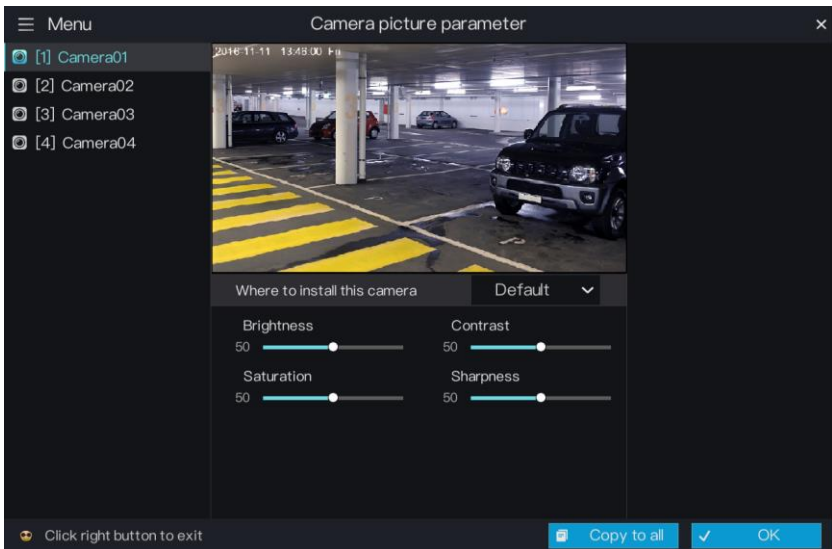 Menu
Camera picture parameter
[1] Camera01
[2] Camera02
[3] Camera03
[4] Camera04
2016-11-11 13:48:00 Fri
Where to install this camera
Default
Brightness
50
Contrast
50
Saturation
50
Sharpness
50
Click right button to exit
Copy to all
OK